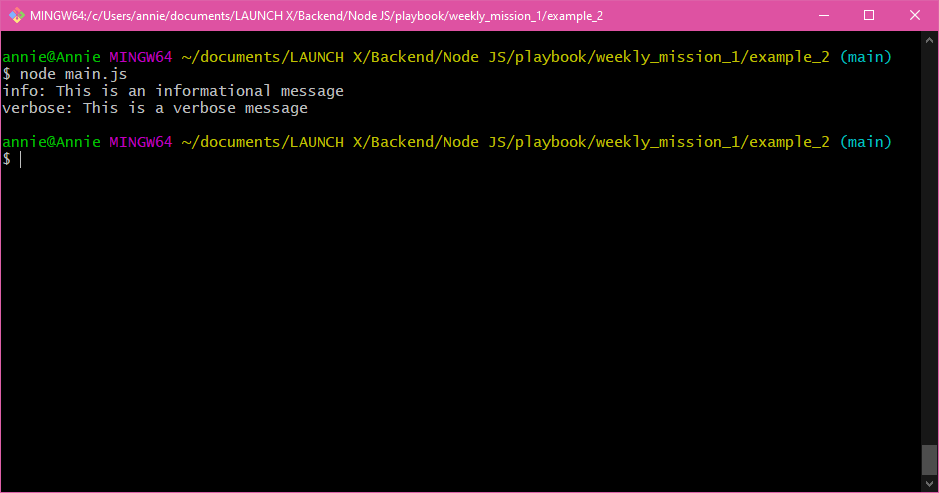 MINGW64:/c/Users/annie/documents/LAUNCH X/Backend/Node JS/playbook/weekly_mission_1/example_2
annie@Annie MINGW64 ~/documents/LAUNCH X/Backend/Node JS/playbook/weekly_mission_1/example_2 (main)
$ node main.js
info: This is an informational message
verbose: This is a verbose message
annie@Annie MINGW64 ~/documents/LAUNCH X/Backend/Node JS/playbook/weekly_mission_1/example_2 (main)
$